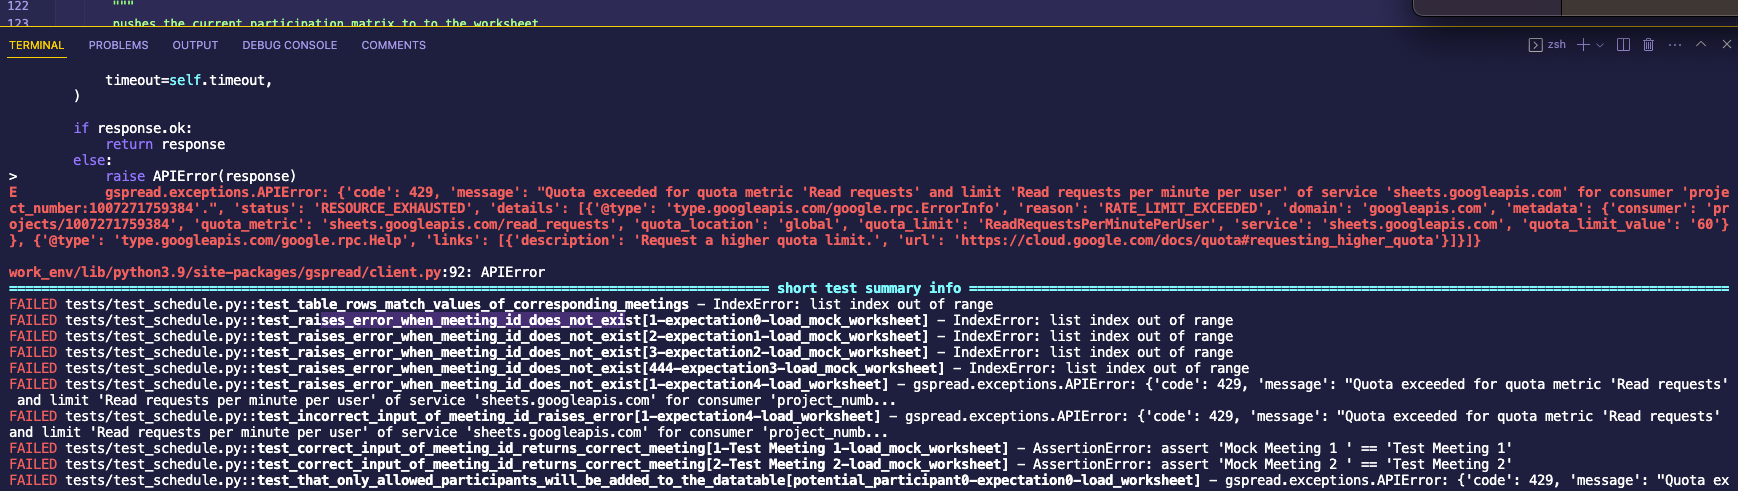 122 """
123 pushes the current participation matrix to to the worksheet
TERMINAL PROBLEMS OUTPUT DEBUG CONSOLE COMMENTS zsh
timeout=self.timeout,
)
if response.ok:
return response
else:
> raise APIError(response)
E gspread.exceptions.APIError: {'code': 429, 'message': "Quota exceeded for quota metric 'Read requests' and limit 'Read requests per minute per user' of service 'sheets.googleapis.com' for consumer 'proje
ct_number:1007271759384'.", 'status': 'RESOURCE_EXHAUSTED', 'details': [{'@type': 'type.googleapis.com/google.rpc.ErrorInfo', 'reason': 'RATE_LIMIT_EXCEEDED', 'domain': 'googleapis.com', 'metadata': {'consumer': 'pr
ojects/1007271759384', 'quota_metric': 'sheets.googleapis.com/read_requests', 'quota_location': 'global', 'quota_limit': 'ReadRequestsPerMinutePerUser', 'service': 'sheets.googleapis.com', 'quota_limit_value': '60'}
}, {'@type': 'type.googleapis.com/google.rpc.Help', 'links': [{'description': 'Request a higher quota limit.', 'url': 'https://cloud.google.com/docs/quota#requesting_higher_quota'}]}]}
work_env/lib/python3.9/site-packages/gspread/client.py:92: APIError
=============================================================================================== short test summary info ===============================================================================================
FAILED tests/test_schedule.py::test_table_rows_match_values_of_corresponding_meetings - IndexError: list index out of range
FAILED tests/test_schedule.py::test_raises_error_when_meeting_id_does_not_exist[1-expectation0-load_mock_worksheet] - IndexError: list index out of range
FAILED tests/test_schedule.py::test_raises_error_when_meeting_id_does_not_exist[2-expectation1-load_mock_worksheet] - IndexError: list index out of range
FAILED tests/test_schedule.py::test_raises_error_when_meeting_id_does_not_exist[3-expectation2-load_mock_worksheet] - IndexError: list index out of range
FAILED tests/test_schedule.py::test_raises_error_when_meeting_id_does_not_exist[444-expectation3-load_mock_worksheet] - IndexError: list index out of range
FAILED tests/test_schedule.py::test_raises_error_when_meeting_id_does_not_exist[1-expectation4-load_worksheet] - gspread.exceptions.APIError: {'code': 429, 'message': "Quota exceeded for quota metric 'Read requests'
and limit 'Read requests per minute per user' of service 'sheets.googleapis.com' for consumer 'project_numb...
FAILED tests/test_schedule.py::test_incorrect_input_of_meeting_id_raises_error[1-expectation4-load_worksheet] - gspread.exceptions.APIError: {'code': 429, 'message': "Quota exceeded for quota metric 'Read requests'
and limit 'Read requests per minute per user' of service 'sheets.googleapis.com' for consumer 'project_numb...
FAILED tests/test_schedule.py::test_correct_input_of_meeting_id_returns_correct_meeting[1-Test Meeting 1-load_mock_worksheet] - AssertionError: assert 'Mock Meeting 1 ' == 'Test Meeting 1'
FAILED tests/test_schedule.py::test_correct_input_of_meeting_id_returns_correct_meeting[2-Test Meeting 2-load_mock_worksheet] - AssertionError: assert 'Mock Meeting 2 ' == 'Test Meeting 2'
FAILED tests/test_schedule.py::test_that_only_allowed_participants_will_be_added_to_the_datatable[potential_participant0-expectation0-load_worksheet] - gspread.exceptions.APIError: {'code': 429, 'message': "Quota ex